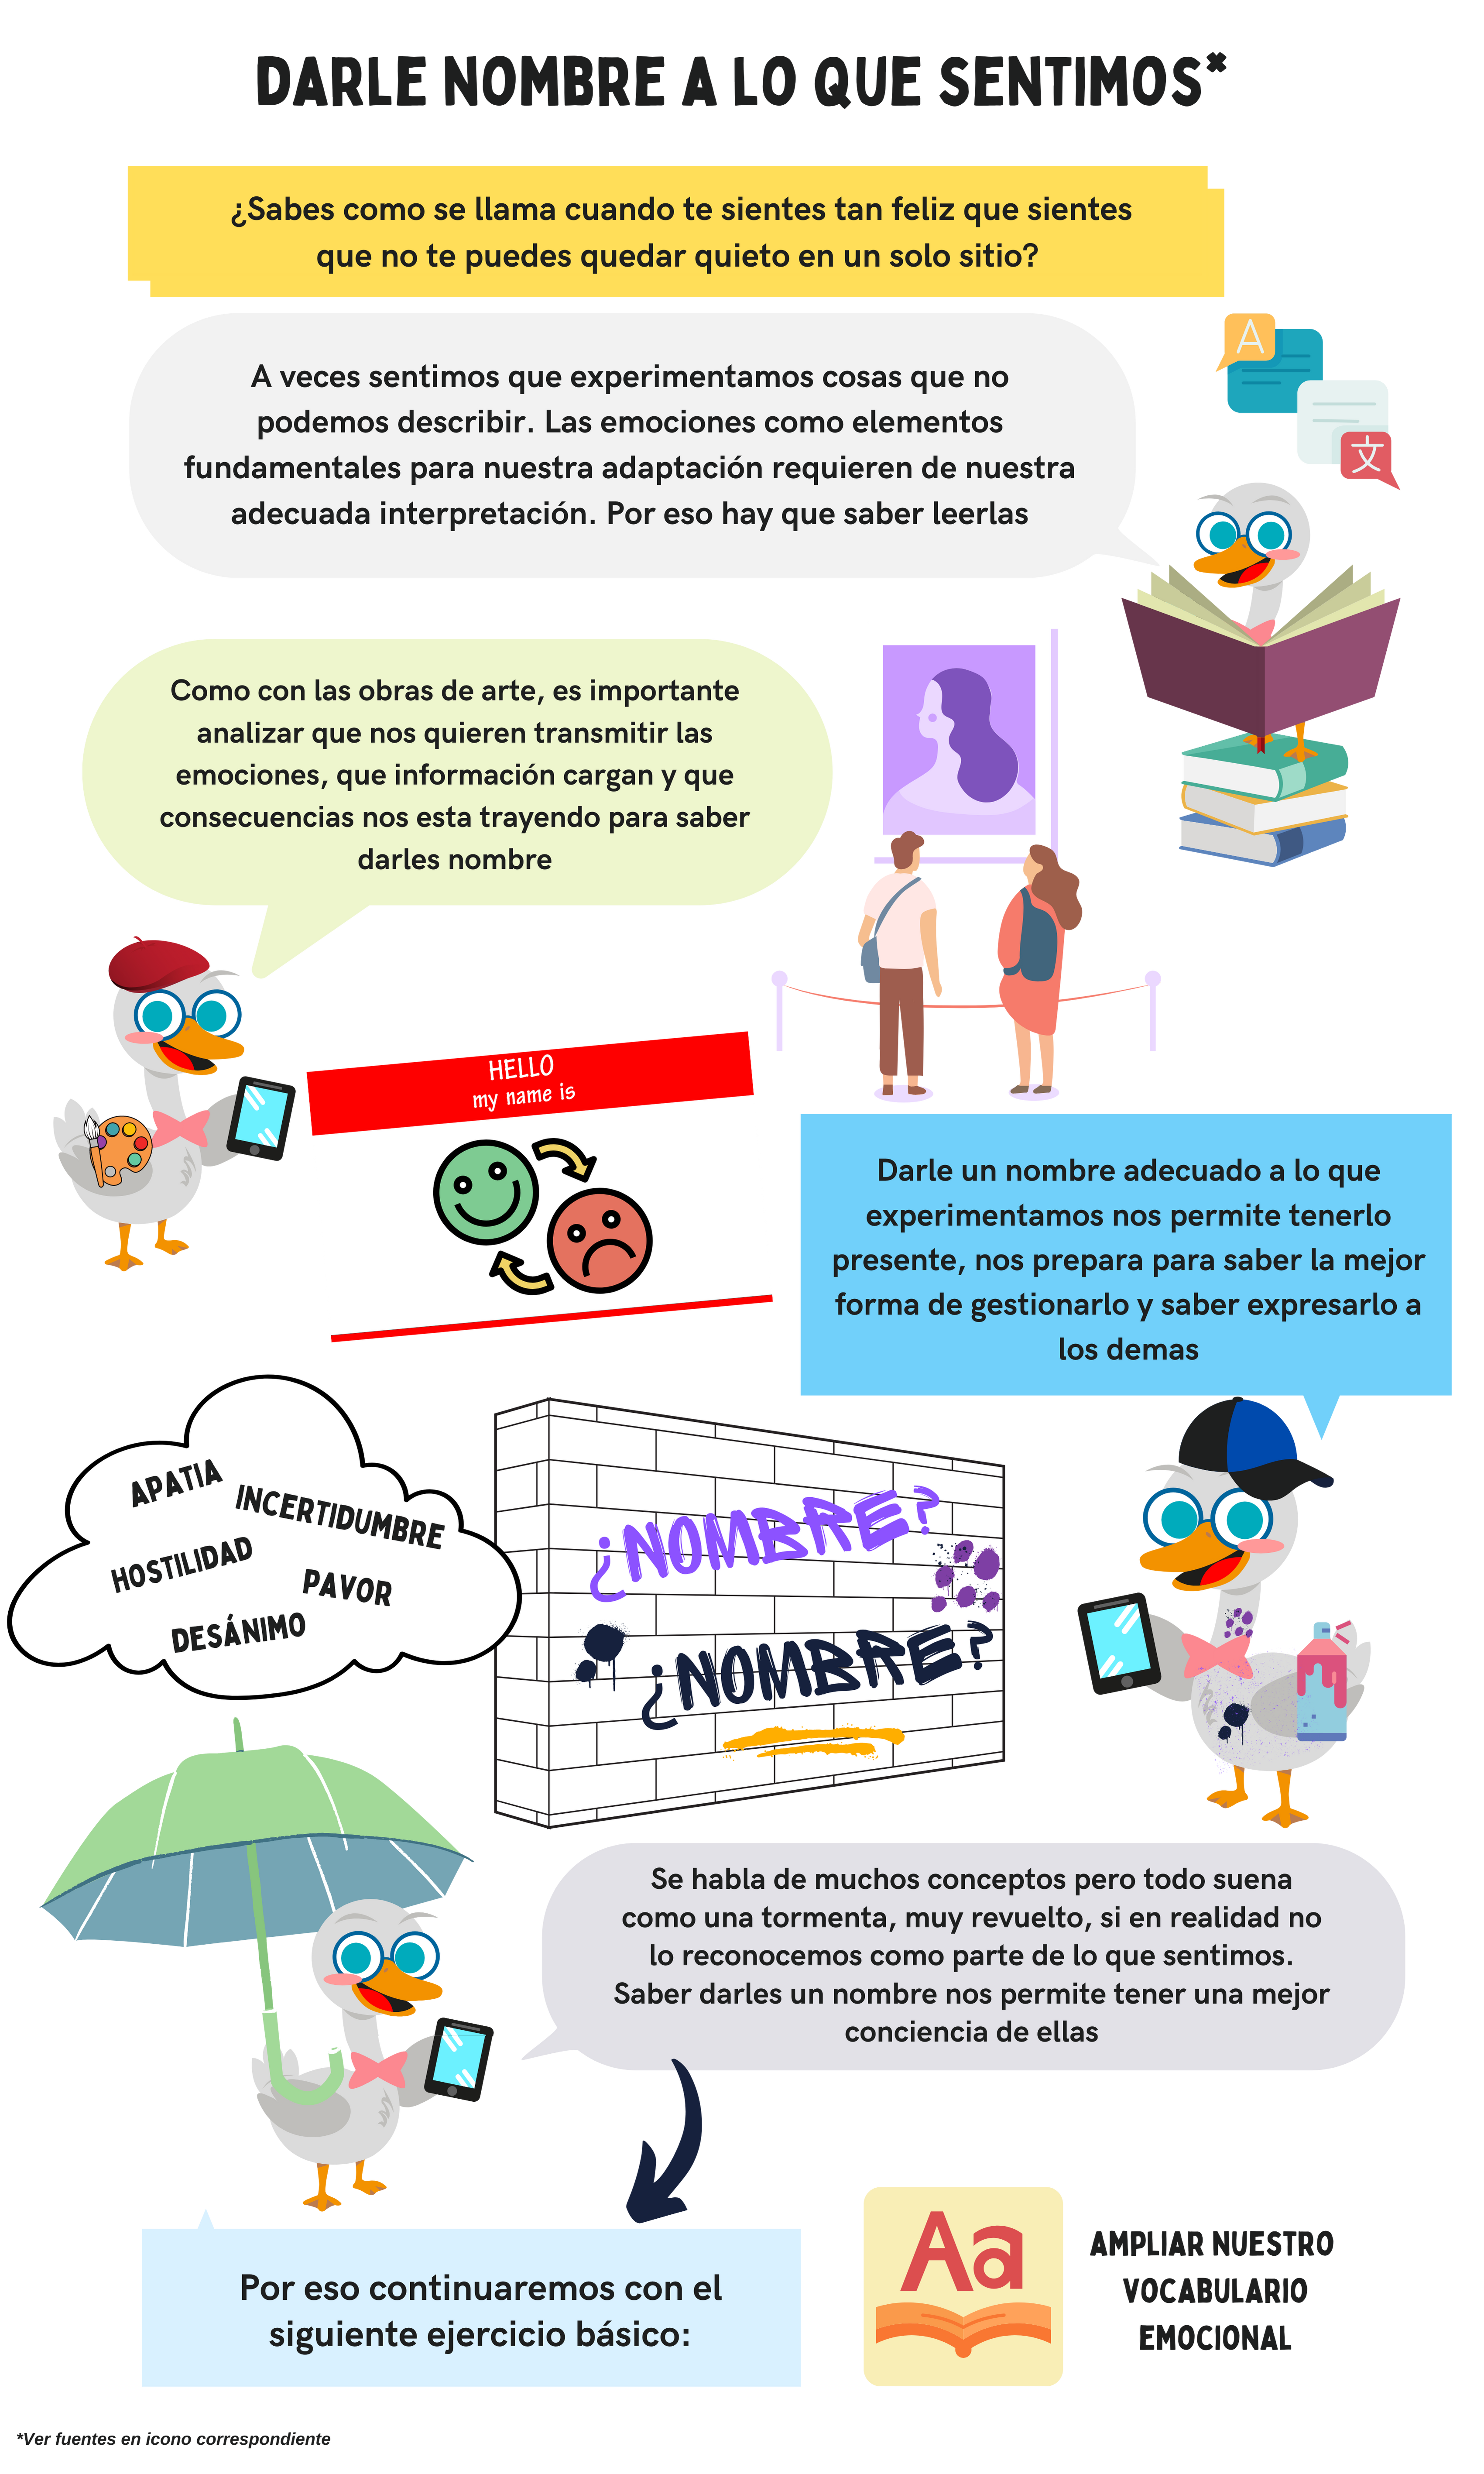 DARLE NOMBRE A LO QUE SENTIMOS*
¿Sabes como se llama cuando te sientes tan feliz que sientes
que no te puedes quedar quieto en un solo sitio?
A veces sentimos que experimentamos cosas que no
podemos describir. Las emociones como elementos
fundamentales para nuestra adaptación requieren de nuestra
adecuada interpretación. Por eso hay que saber leerlas
A
文
Como con las obras de arte, es importante
analizar que nos quieren transmitir las
emociones, que información cargan y que
consecuencias nos esta trayendo para saber
darles nombre
HELLO
my name is
Darle un nombre adecuado a lo que
experimentamos nos permite tenerlo
presente, nos prepara para saber la mejor
forma de gestionarlo y saber expresarlo a
los demas
APATIA
INCERTIDUMBRE
HOSTILIDAD
PAVOR
DESÁNIMO
¿NOMBRE?
¿NOMBRE?
Se habla de muchos conceptos pero todo suena
como una tormenta, muy revuelto, si en realidad no
lo reconocemos como parte de lo que sentimos.
Saber darles un nombre nos permite tener una mejor
conciencia de ellas
Por eso continuaremos con el
siguiente ejercicio básico:
Aa
AMPLIAR NUESTRO
VOCABULARIO
EMOCIONAL
*Ver fuentes en icono correspondiente